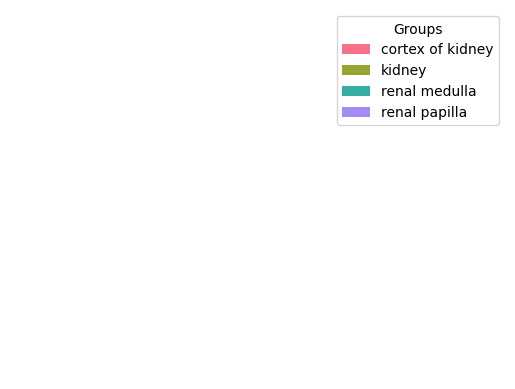 Groups
cortex of kidney
kidney
renal medulla
renal papilla